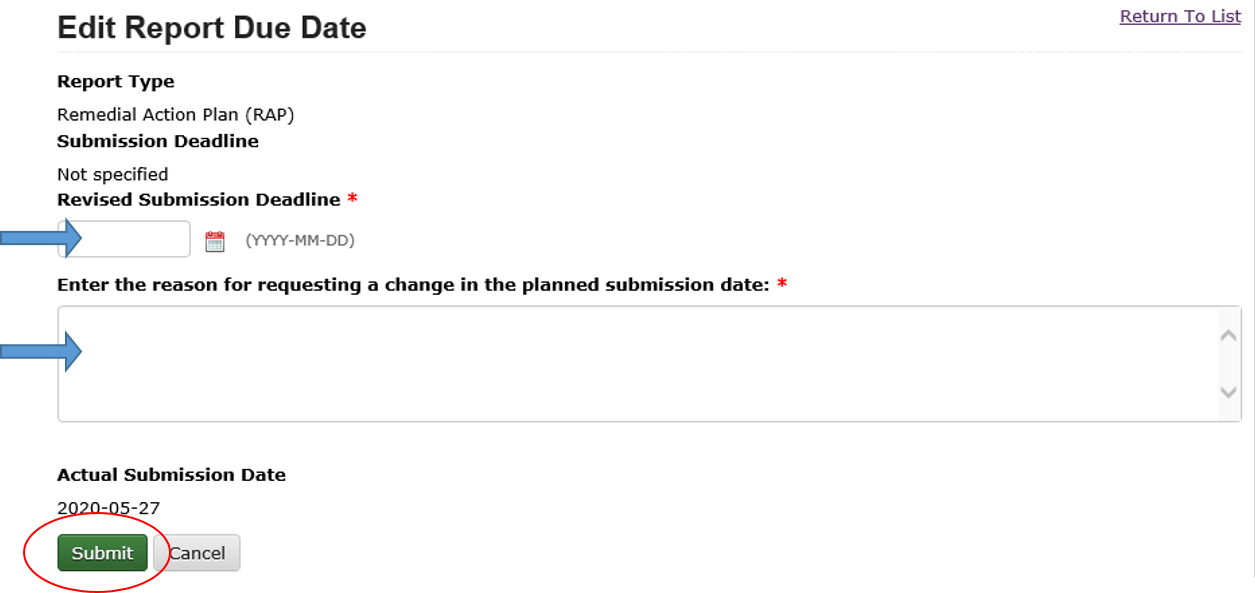 Edit Report Due Date
Return To List
Report Type
Remedial Action Plan (RAP)
Submission Deadline
Not specified
Revised Submission Deadline *
(YYYY-MM-DD)
Enter the reason for requesting a change in the planned submission date: *
Actual Submission Date
2020-05-27
Submit Cancel